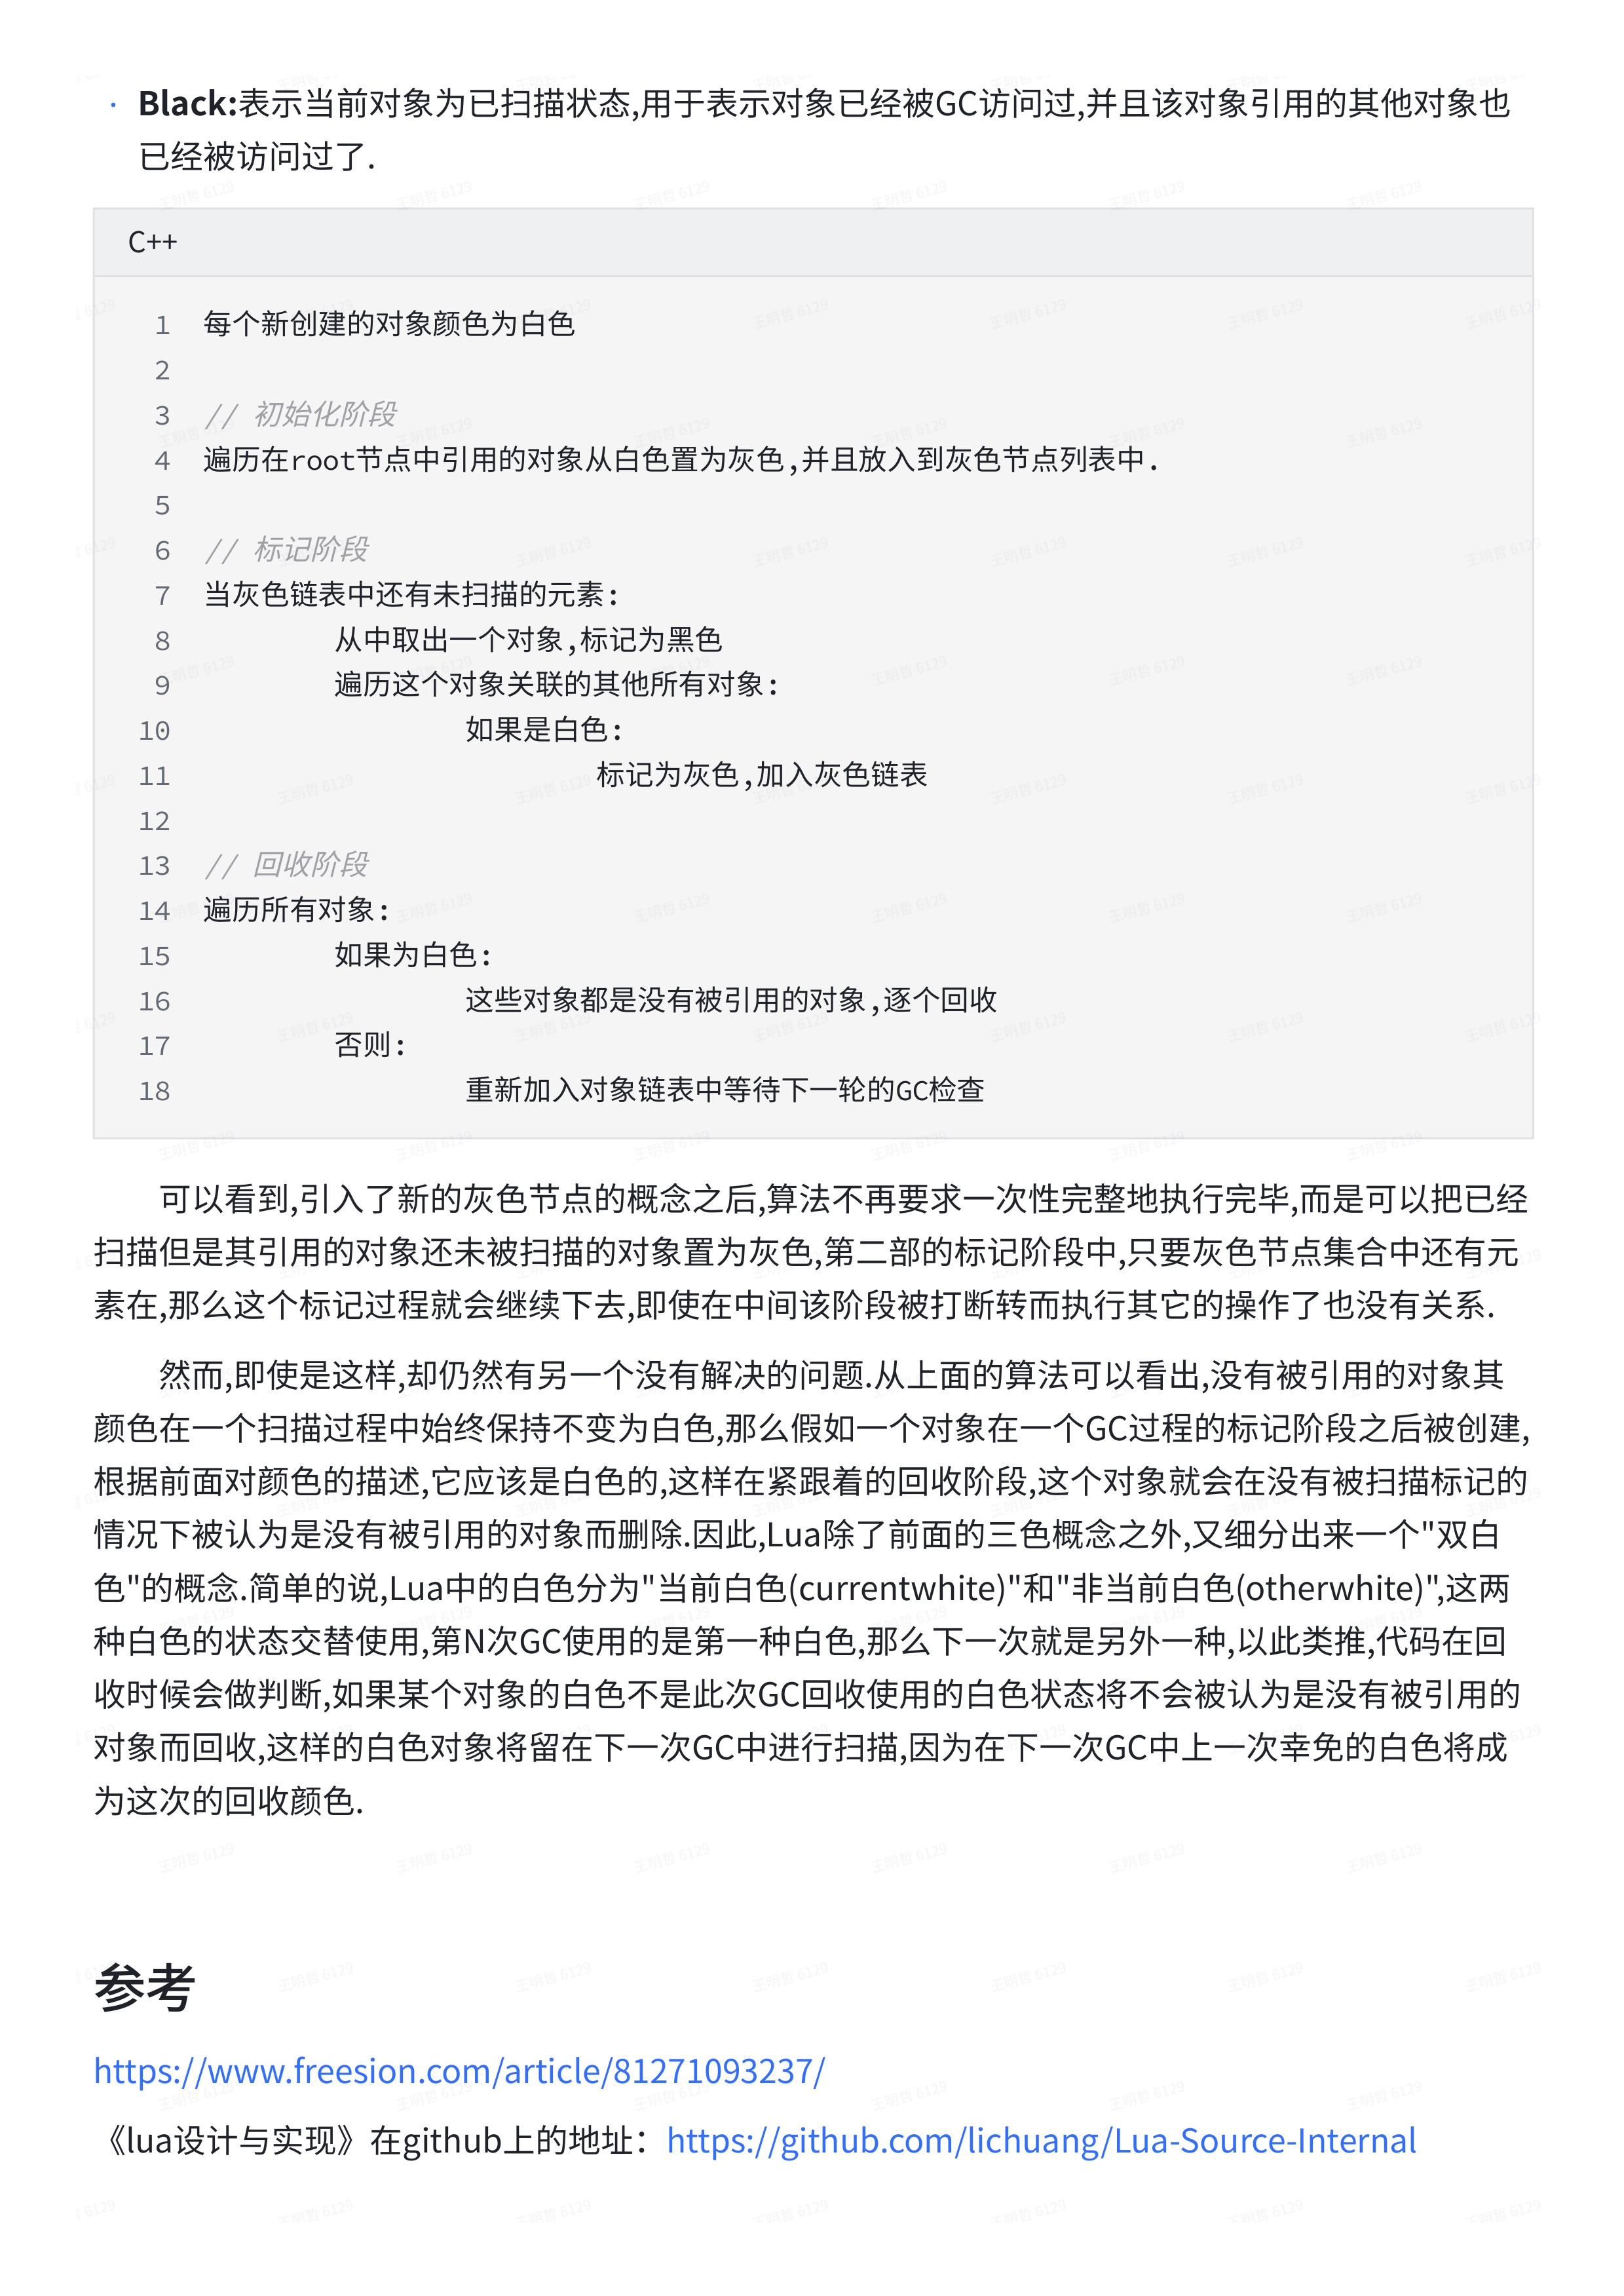 · Black:表示当前对象为已扫描状态,用于表示对象已经被GC访问过,并且该对象引用的其他对象也
已经被访问过了.
C++
1 每个新创建的对象颜色为白色
2
3 // 初始化阶段
4 遍历在root节点中引用的对象从白色置为灰色,并且放入到灰色节点列表中.
5
6 // 标记阶段
7 当灰色链表中还有未扫描的元素:
8 从中取出一个对象,标记为黑色
9 遍历这个对象关联的其他所有对象:
10 如果是白色:
11 标记为灰色,加入灰色链表
12
13 // 回收阶段
14 遍历所有对象:
15 如果为白色:
16 这些对象都是没有被引用的对象,逐个回收
17 否则:
18 重新加入对象链表中等待下一轮的GC检查
可以看到,引入了新的灰色节点的概念之后,算法不再要求一次性完整地执行完毕,而是可以把已经
扫描但是其引用的对象还未被扫描的对象置为灰色,第二部的标记阶段中,只要灰色节点集合中还有元
素在,那么这个标记过程就会继续下去,即使在中间该阶段被打断转而执行其它的操作了也没有关系.
然而,即使是这样,却仍然有另一个没有解决的问题.从上面的算法可以看出,没有被引用的对象其
颜色在一个扫描过程中始终保持不变为白色,那么假如一个对象在一个GC过程的标记阶段之后被创建,
根据前面对颜色的描述,它应该是白色的,这样在紧跟着的回收阶段,这个对象就会在没有被扫描标记的
情况下被认为是没有被引用的对象而删除.因此,Lua除了前面的三色概念之外,又细分出来一个"双白
色"的概念.简单的说,Lua中的白色分为"当前白色(currentwhite)"和"非当前白色(otherwhite)",这两
种白色的状态交替使用,第N次GC使用的是第一种白色,那么下一次就是另外一种,以此类推,代码在回
收时候会做判断,如果某个对象的白色不是此次GC回收使用的白色状态将不会被认为是没有被引用的
对象而回收,这样的白色对象将留在下一次GC中进行扫描,因为在下一次GC中上一次幸免的白色将成
为这次的回收颜色.
参考
https://www.freesion.com/article/81271093237/
《lua设计与实现》在github上的地址：https://github.com/lichuang/Lua-Source-Internal